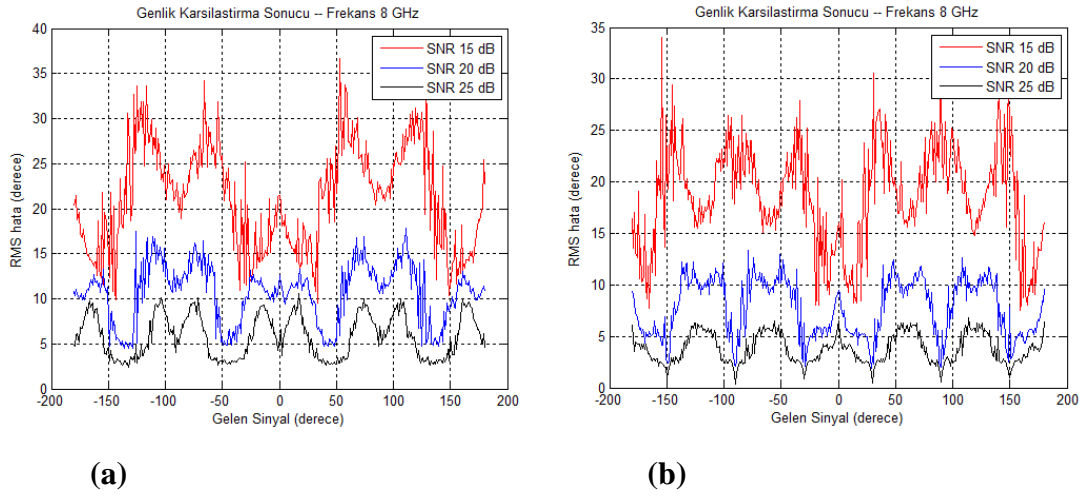 Genlik Karsilastirma Sonucu -- Frekans 8 GHz
40
35
30
25
20
15
10
5
0
RMS hata (derece)
SNR 15 dB
SNR 20 dB
SNR 25 dB
-200 -150 -100 -50 0 50 100 150 200
Gelen Sinyal (derece)
(a)
Genlik Karsilastirma Sonucu -- Frekans 8 GHz
35
30
25
20
15
10
5
0
RMS hata (derece)
SNR 15 dB
SNR 20 dB
SNR 25 dB
-200 -150 -100 -50 0 50 100 150 200
Gelen Sinyal (derece)
(b)